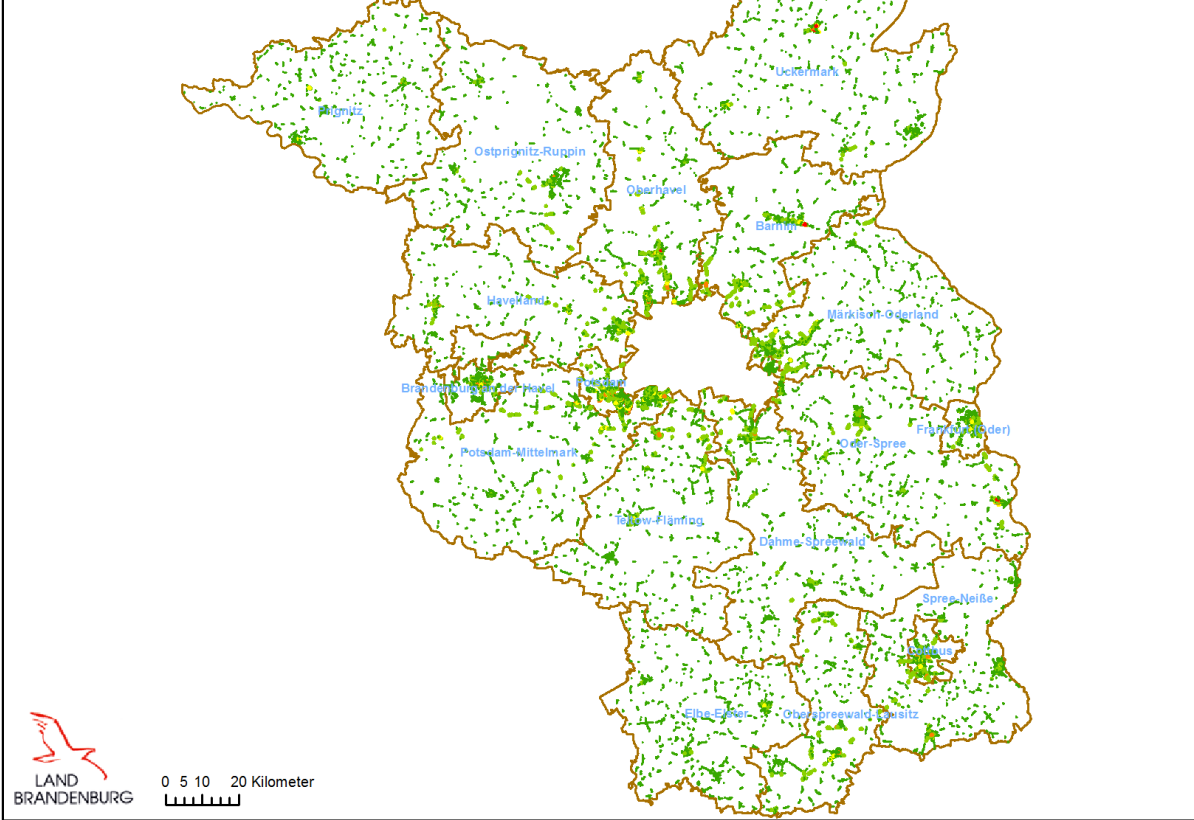 Uckermark
Prignitz
Ostprignitz-Ruppin
Oberhavel
Barnim
Havelland
Märkisch-Oderland
Brandenburg an der Havel
Potsdam
Frankfurt (Oder)
Oder-Spree
Potsdam-Mittelmark
Teltow-Fläming
Dahme-Spreewald
Spree-Neiße
Cottbus
Elbe-Elster
Oberspreewald-Lausitz
LAND
BRANDENBURG
0 5 10 20 Kilometer